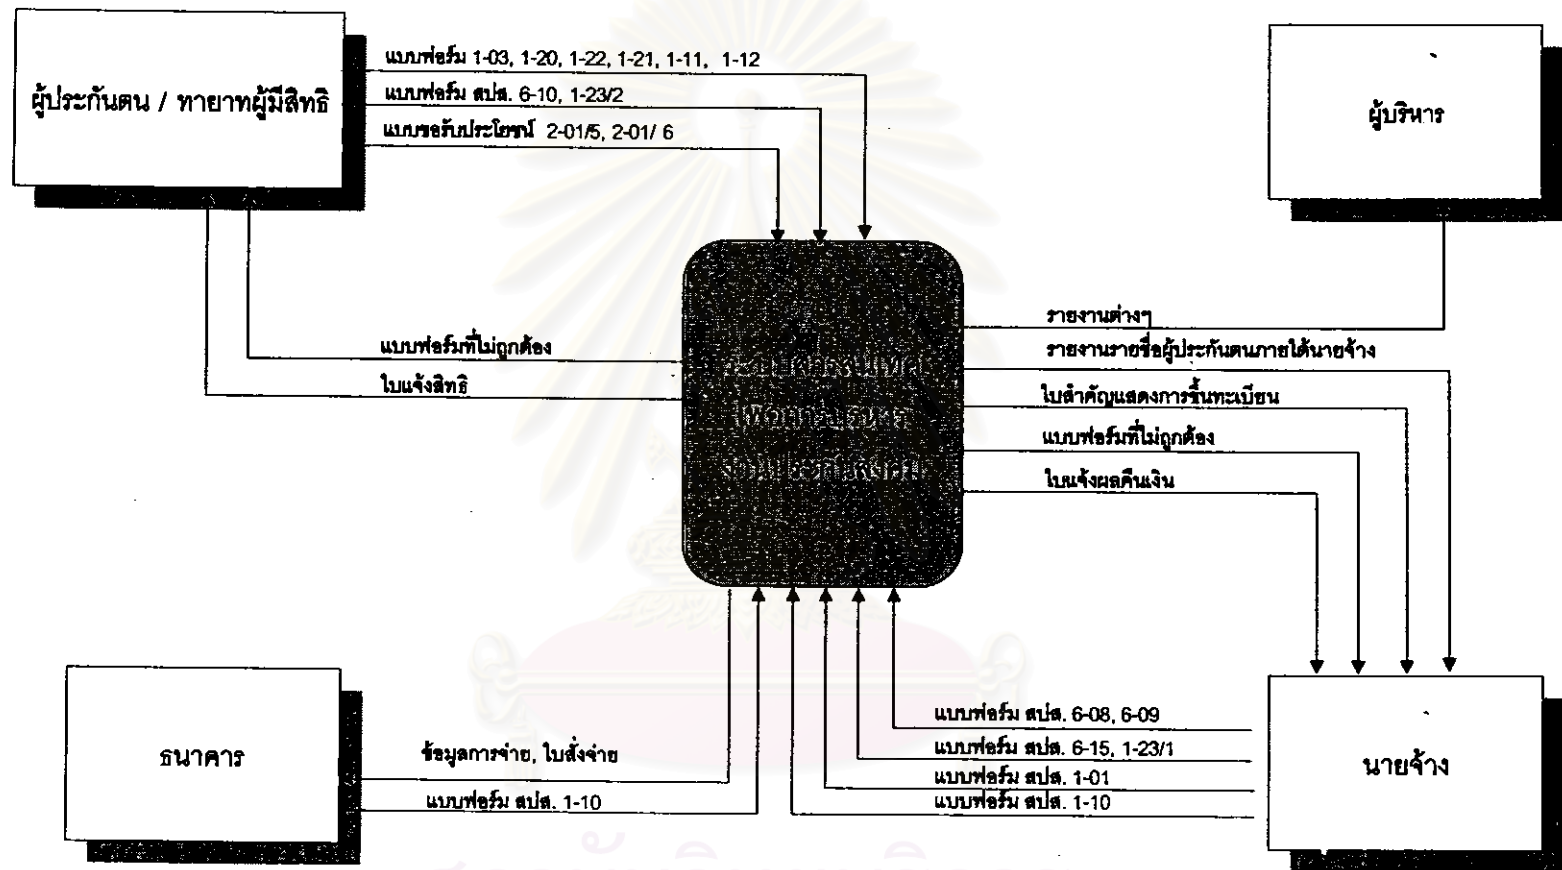 ผู้ประกันตน / ทายาทผู้มีสิทธิ
แบบฟอร์ม 1-03, 1-20, 1-22, 1-21, 1-11, 1-12
แบบฟอร์ม สปส. 6-10, 1-23/2
แบบขอรับประโยชน์ 2-01/5, 2-01/ 6
ผู้บริหาร
แบบฟอร์มที่ไม่ถูกต้อง
ใบแจ้งสิทธิ
รายงานต่างๆ
รายงานรายชื่อผู้ประกันตนภายใต้นายจ้าง
ใบสำคัญแสดงการขึ้นทะเบียน
แบบฟอร์มที่ไม่ถูกต้อง
ใบแจ้งผลคืนเงิน
ธนาคาร
ข้อมูลการจ่าย, ใบสั่งจ่าย
แบบฟอร์ม สปส. 1-10
แบบฟอร์ม สปส. 6-08, 6-09
แบบฟอร์ม สปส. 6-15, 1-23/1
แบบฟอร์ม สปส. 1-01
แบบฟอร์ม สปส. 1-10
นายจ้าง